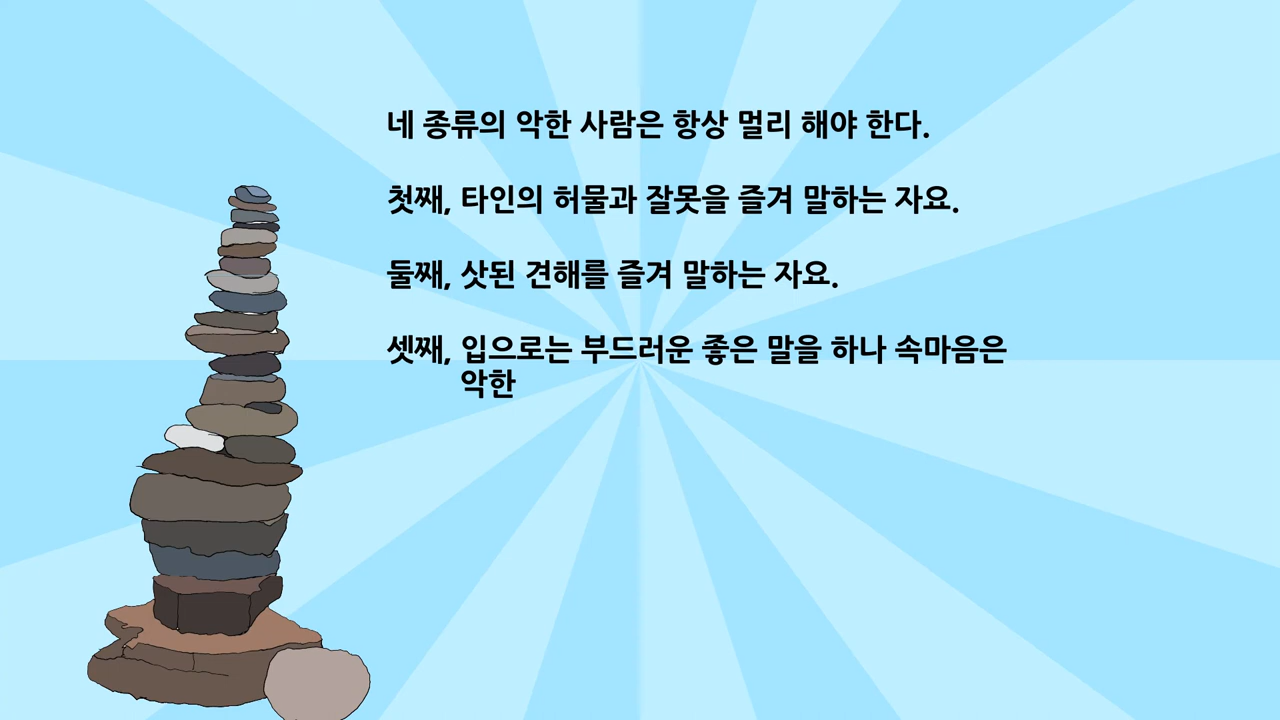 네 종류의 악한 사람은 항상 멀리 해야 한다.
첫째, 타인의 허물과 잘못을 즐겨 말하는 자요.
둘째, 삿된 견해를 즐겨 말하는 자요.
셋째, 입으로는 부드러운 좋은 말을 하나 속마음은
악한